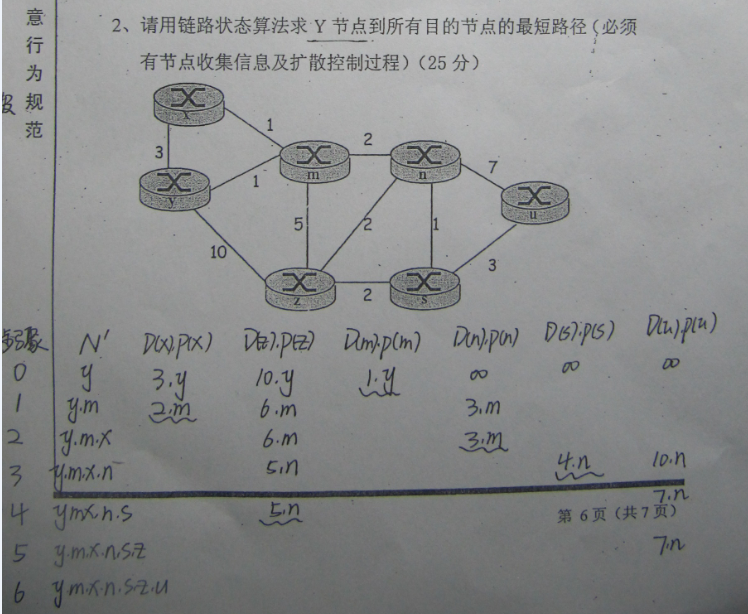 意
行
为
规
范
2、请用链路状态算法求 Y 节点到所有目的节点的最短路径(必须
有节点收集信息及扩散控制过程)(25 分)
x
1
2
3
m
n
7
1
y
u
5
2
1
10
3
z
2
s
N' D(x).p(x) D(z).p(z) D(m).p(m) D(n).p(n) D(s).p(s) D(u).p(u)
0 y 3.y 10.y 1.y ∞ ∞ ∞
1 y.m 2.m 6.m 3.m
2 y.m.x 6.m 3.m
3 y.m.x.n 5.n 4.n 10.n
4 ymx.n.s 5.n 7.n
第 6 页 (共 7 页)
5 y.m.x.n.s.z 7.n
6 y.m.x.n.s.z.u